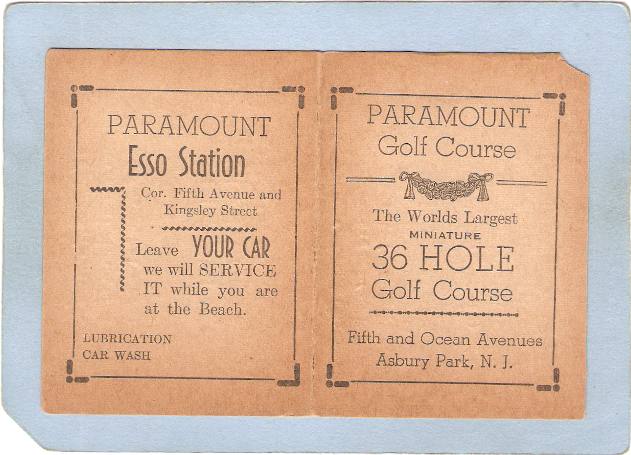 PARAMOUNT
Esso Station
Cor. Fifth Avenue and
Kingsley Street
Leave YOUR CAR
we will SERVICE
IT while you are
at the Beach.
LUBRICATION
CAR WASH
PARAMOUNT
Golf Course
The Worlds Largest
MINIATURE
36 HOLE
Golf Course
Fifth and Ocean Avenues
Asbury Park, N. J.